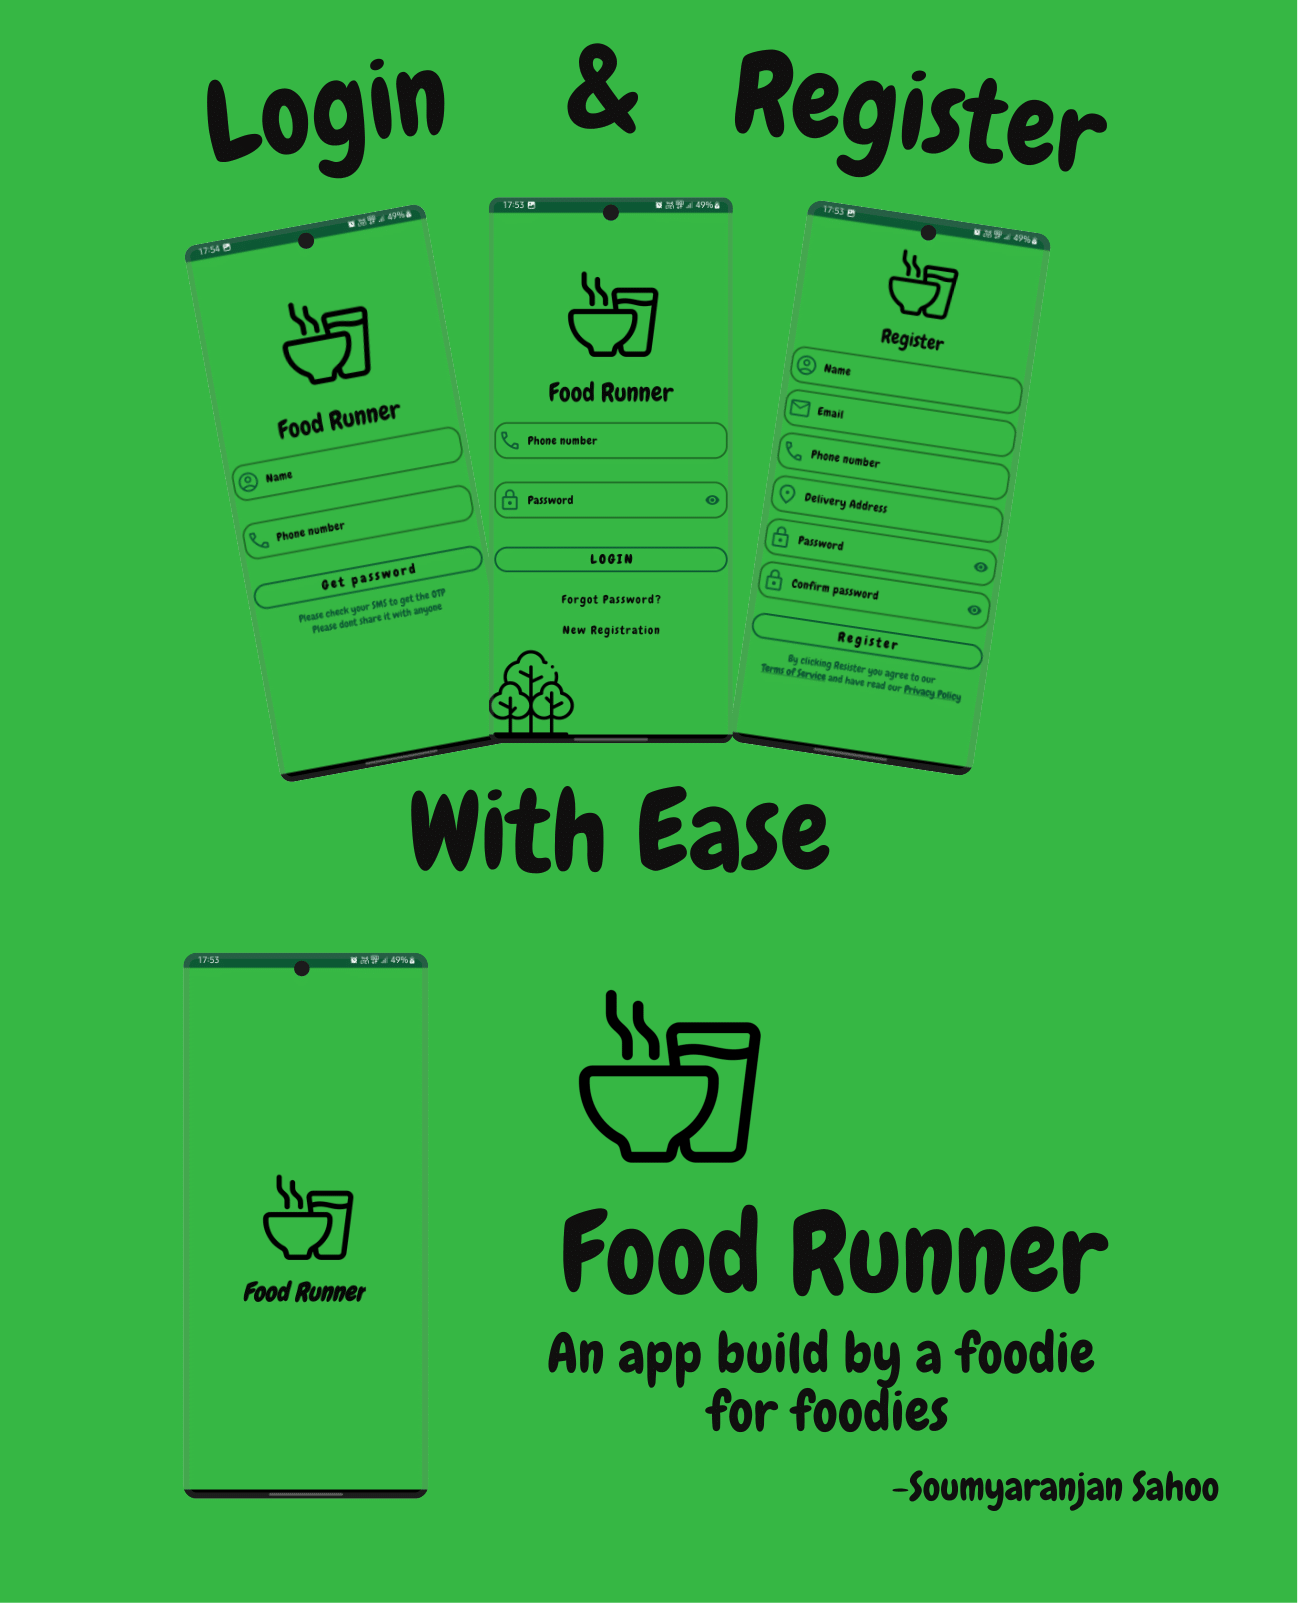 Login & Register
17:54
49%
Food Runner
Name
Phone number
Get password
Please check your SMS to get the OTP
Please dont share it with anyone
17:53
49%
Food Runner
Phone number
Password
LOGIN
Forgot Password?
New Registration
17:53
49%
Register
Name
Email
Phone number
Delivery Address
Password
Confirm password
Register
By clicking Resister you agree to our
Terms of Service and have read our Privacy Policy
With Ease
17:53
49%
Food Runner
Food Runner
An app build by a foodie
for foodies
-Soumyaranjan Sahoo